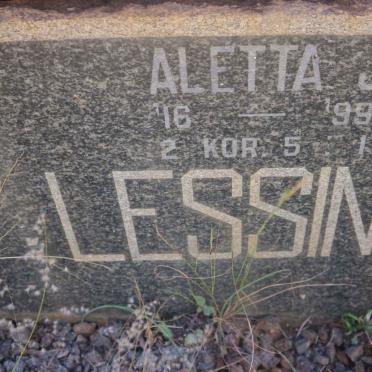 ALETTA J
'16 — '99
2 KOR. 5
LESSIN